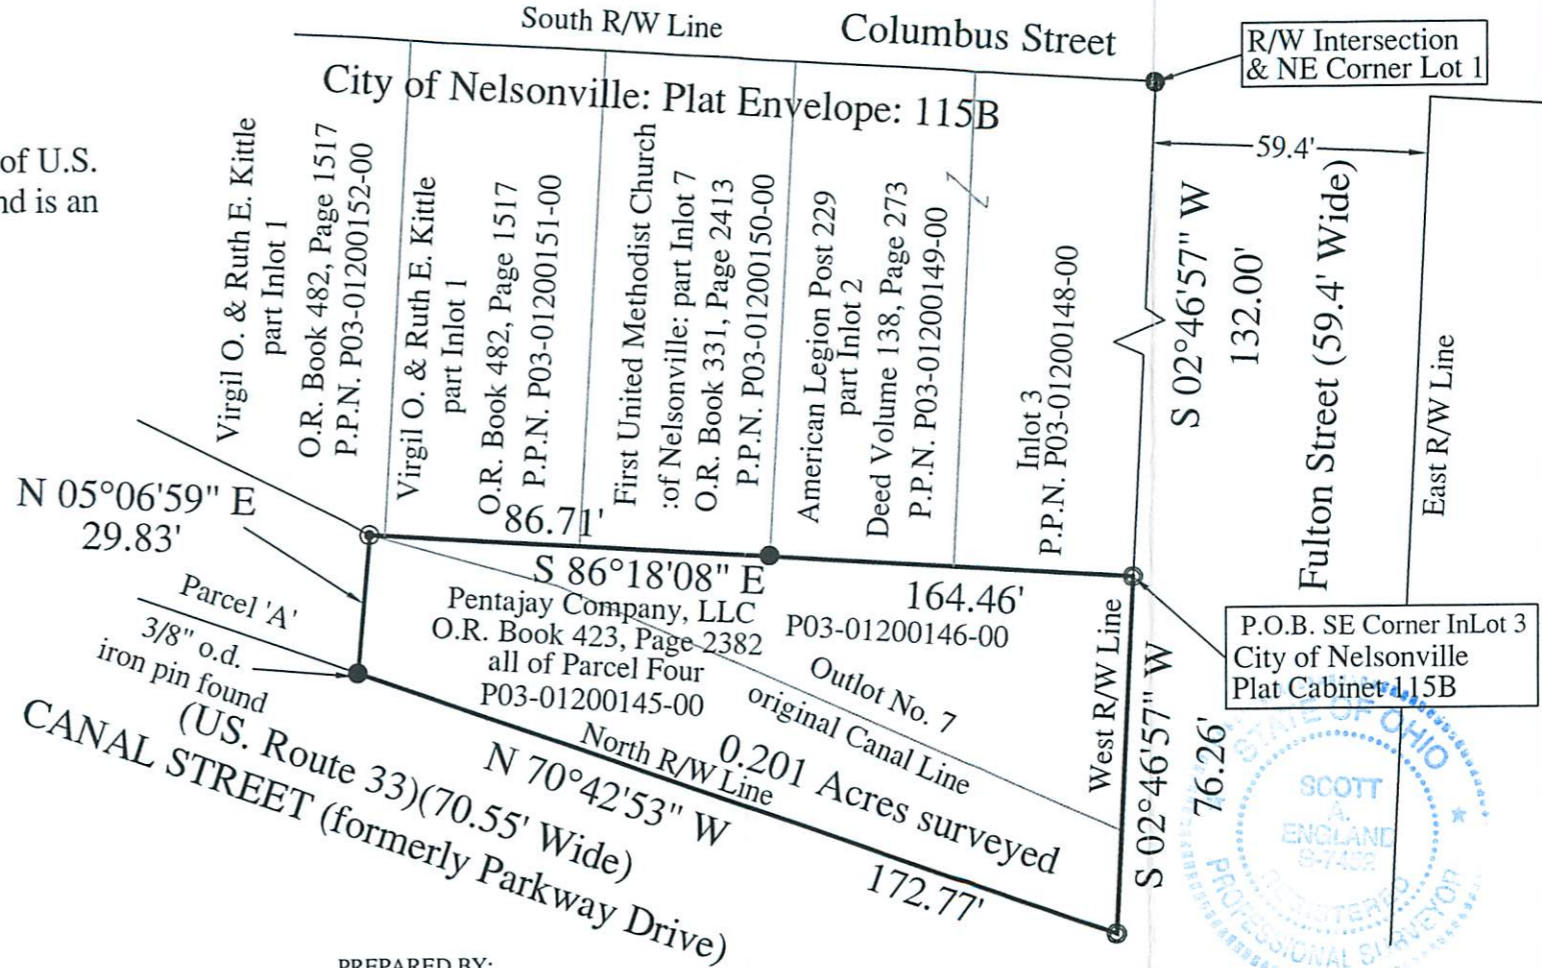 South R/W Line
Columbus Street
R/W Intersection
& NE Corner Lot 1
City of Nelsonville: Plat Envelope: 115B
of U.S.
nd is an
59.4'
Virgil O. & Ruth E. Kittle
part Inlot 1
O.R. Book 482, Page 1517
P.P.N. P03-01200152-00
Virgil O. & Ruth E. Kittle
part Inlot 1
O.R. Book 482, Page 1517
P.P.N. P03-01200151-00
First United Methodist Church
:of Nelsonville: part Inlot 7
O.R. Book 331, Page 2413
P.P.N. P03-01200150-00
American Legion Post 229
part Inlot 2
Deed Volume 138, Page 273
P.P.N. P03-01200149-00
Inlot 3
P.P.N. P03-01200148-00
S 02°46'57" W
132.00'
Fulton Street (59.4' Wide)
East R/W Line
N 05°06'59" E
29.83'
86.71'
S 86°18'08" E
164.46'
Pentajay Company, LLC
O.R. Book 423, Page 2382
all of Parcel Four
P03-01200145-00
P03-01200146-00
Outlot No. 7
original Canal Line
West R/W Line
S 02°46'57" W
76.26'
P.O.B. SE Corner InLot 3
City of Nelsonville
Plat Cabinet 115B
Parcel 'A'
3/8" o.d.
iron pin found
North R/W Line
0.201 Acres surveyed
N 70°42'53" W
172.77'
(US. Route 33)(70.55' Wide)
CANAL STREET (formerly Parkway Drive)
STATE OF OHIO
SCOTT
A.
ENGLAND
REGISTERED
PROFESSIONAL SURVEYOR
PREPARED BY: